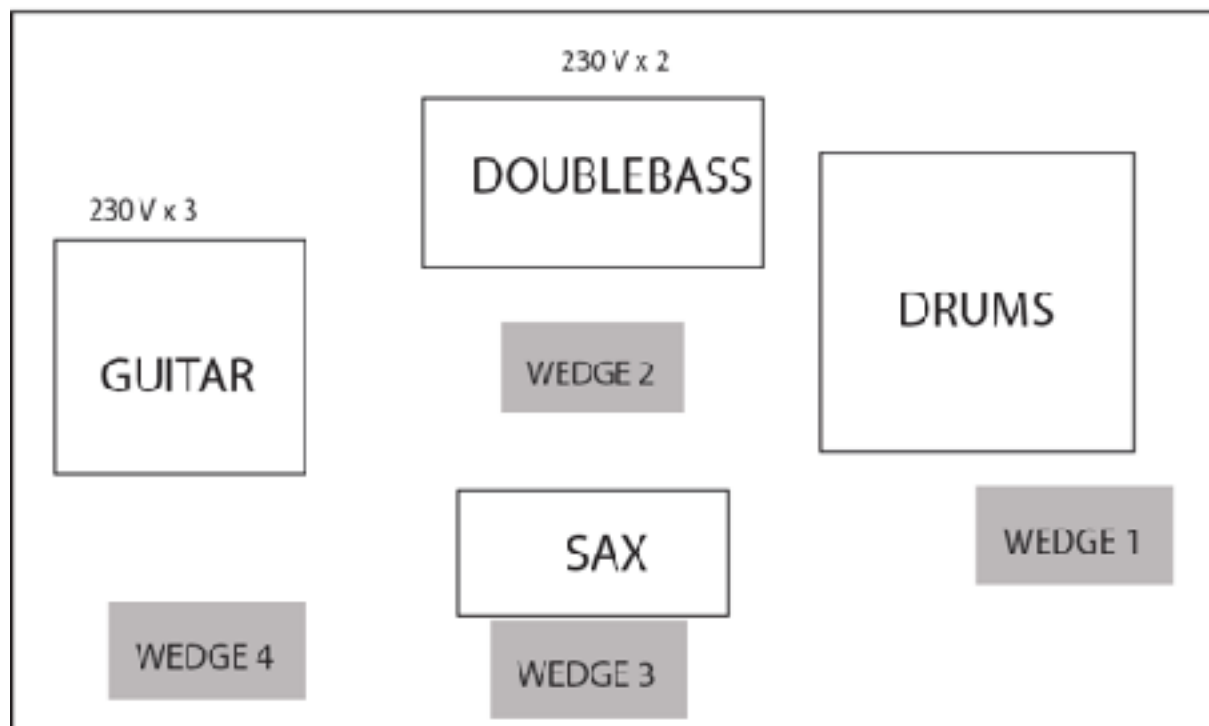 230 V x 2
DOUBLEBASS
230 V x 3
DRUMS
GUITAR
WEDGE 2
SAX
WEDGE 1
WEDGE 4
WEDGE 3